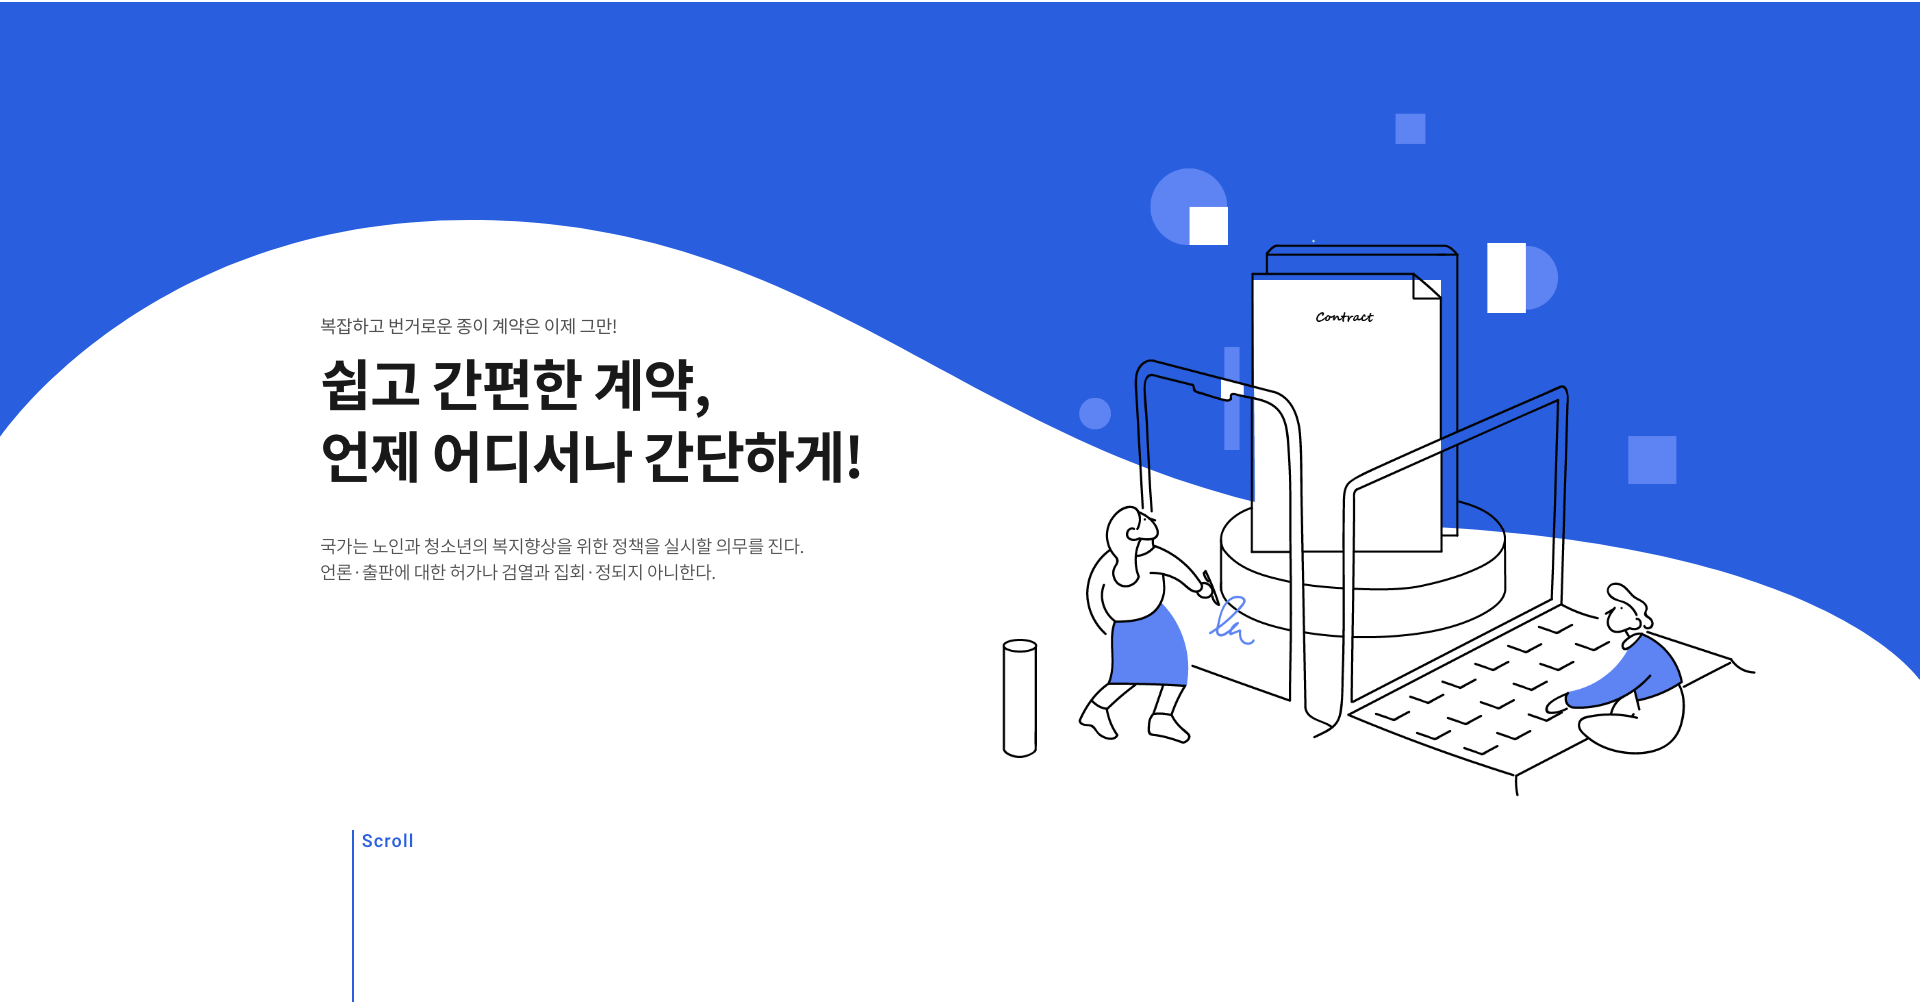 복잡하고 번거로운 종이 계약은 이제 그만!
쉽고 간편한 계약,
언제 어디서나 간단하게!
국가는 노인과 청소년의 복지향상을 위한 정책을 실시할 의무를 진다.
언론·출판에 대한 허가나 검열과 집회·정되지 아니한다.
Contract
Scroll